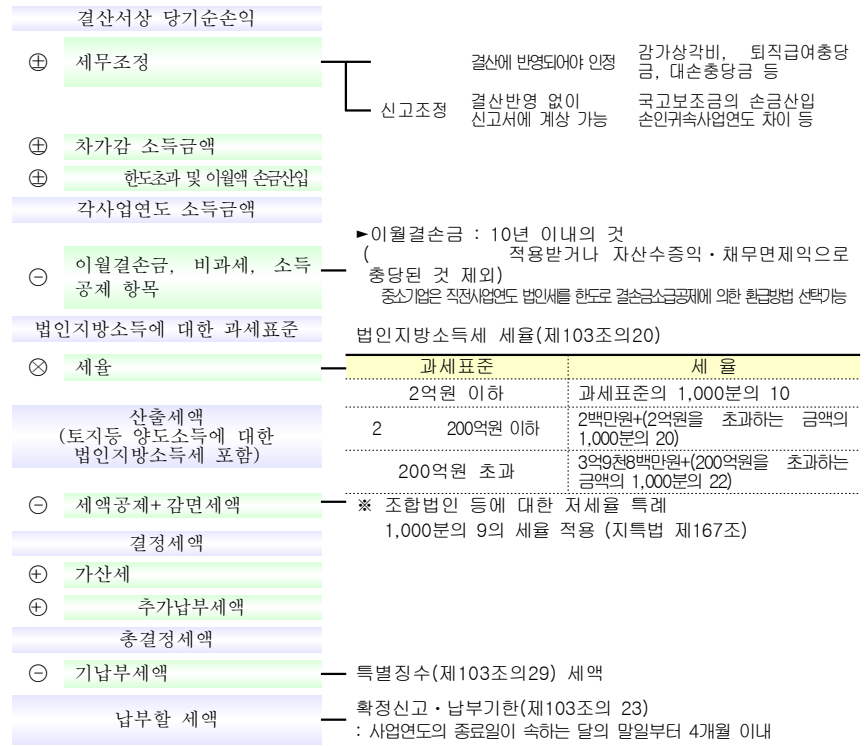 결산서상 당기순손익
㊉ 세무조정
결산에 반영되어야 인정
감가상각비, 퇴직급여충당
금, 대손충당금 등
신고조정
결산반영 없이
신고서에 계상 가능
국고보조금의 손금산입
손인귀속사업연도 차이 등
㊉ 차가감 소득금액
㊉ 한도초과 및 이월액 손금산입
각사업연도 소득금액
⊖ 이월결손금, 비과세, 소득
공제 항목
►이월결손금 : 10년 이내의 것
( 적용받거나 자산수증익・채무면제익으로
충당된 것 제외)
중소기업은 직전사업연도 법인세를 한도로 결손금소급공제에 의한 환급방법 선택가능
법인지방소득에 대한 과세표준
법인지방소득세 세율(제103조의20)
⊗ 세율
과세표준 세 율
2억원 이하 과세표준의 1,000분의 10
2 200억원 이하 2백만원+(2억원을 초과하는 금액의
1,000분의 20)
200억원 초과 3억9천8백만원+(200억원을 초과하는
금액의 1,000분의 22)
산출세액
(토지등 양도소득에 대한
법인지방소득세 포함)
⊖ 세액공제+감면세액
※ 조합법인 등에 대한 저세율 특례
1,000분의 9의 세율 적용 (지특법 제167조)
결정세액
⊕ 가산세
⊕ 추가납부세액
총결정세액
⊖ 기납부세액
특별징수(제103조의29) 세액
납부할 세액
확정신고・납부기한(제103조의 23)
: 사업연도의 종료일이 속하는 달의 말일부터 4개월 이내